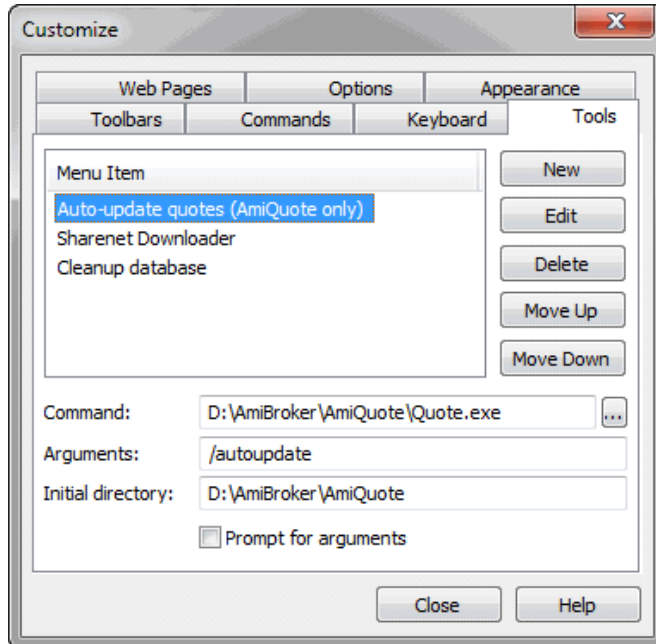 Customize
Web Pages Options Appearance
Toolbars Commands Keyboard Tools
Menu Item
Auto-update quotes (AmiQuote only)
Sharenet Downloader
Cleanup database
New
Edit
Delete
Move Up
Move Down
Command: D:\AmiBroker\AmiQuote\Quote.exe ...
Arguments: /autoupdate
Initial directory: D:\AmiBroker\AmiQuote
Prompt for arguments
Close Help